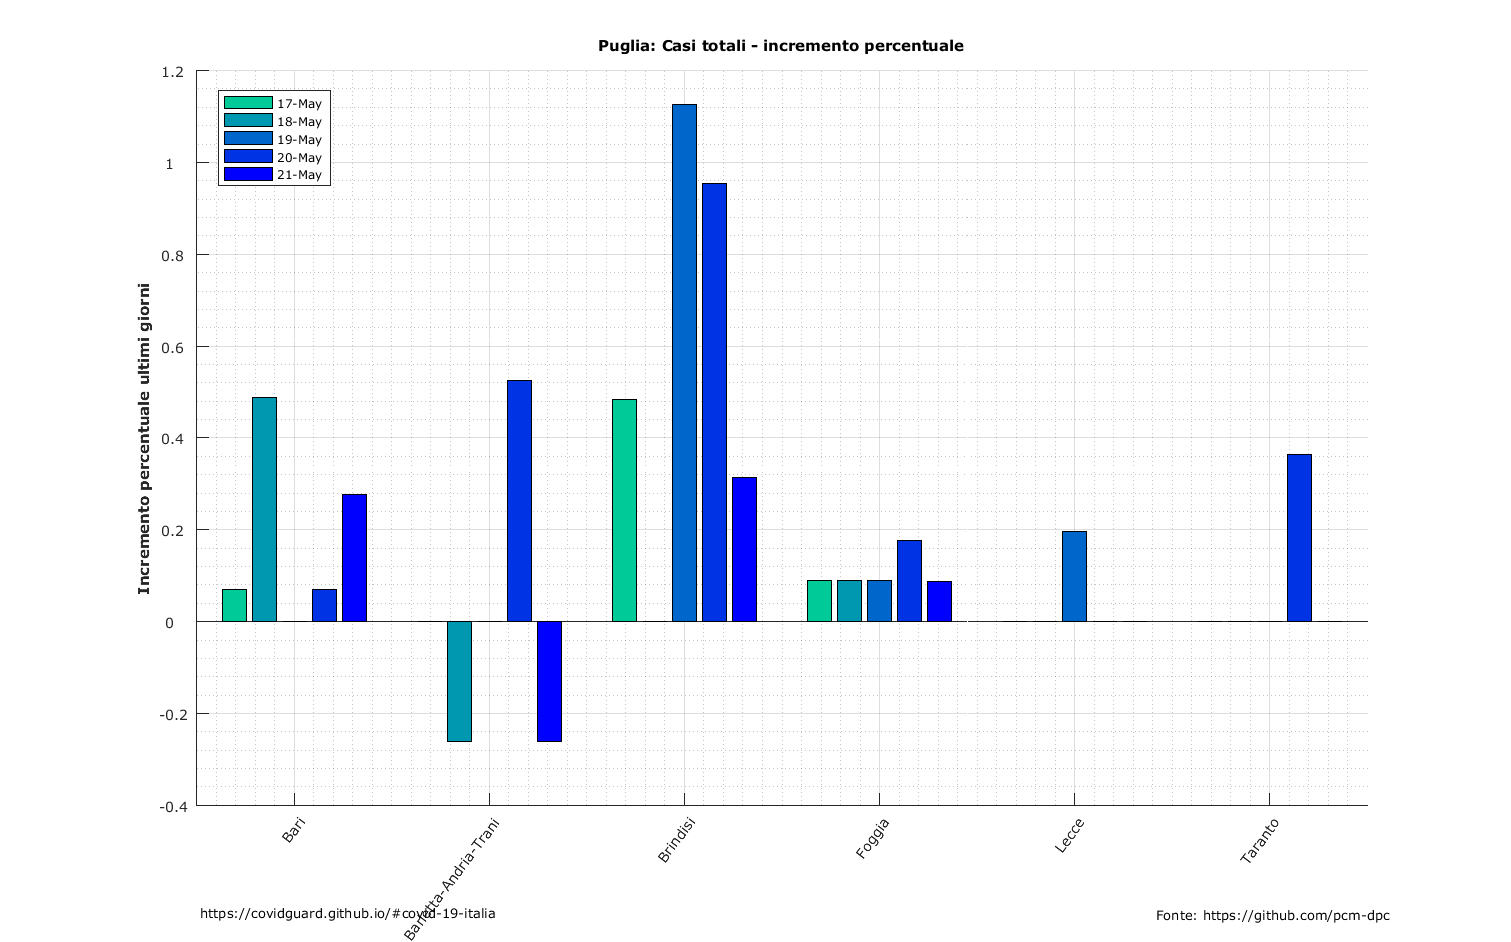 Puglia: Casi totali - incremento percentuale
1.2
1
0.8
0.6
0.4
0.2
0
-0.2
-0.4
Incremento percentuale ultimi giorni
17-May
18-May
19-May
20-May
21-May
Bari
Barletta-Andria-Trani
Brindisi
Foggia
Lecce
Taranto
https://covidguard.github.io/#covid-19-italia
Fonte: https://github.com/pcm-dpc